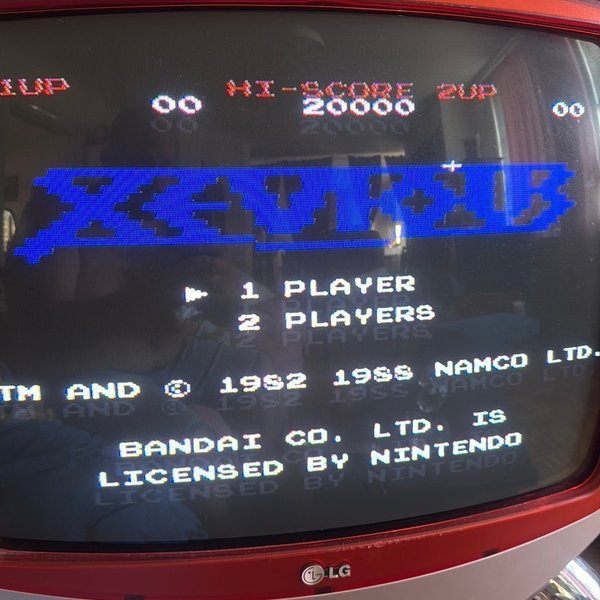 1UP HI-SCORE 2UP
00 20000 00
XEVIOUS
1 PLAYER
2 PLAYERS
TM AND © 1982 1988 NAMCO LTD.
BANDAI CO. LTD. IS
LICENSED BY NINTENDO
LG